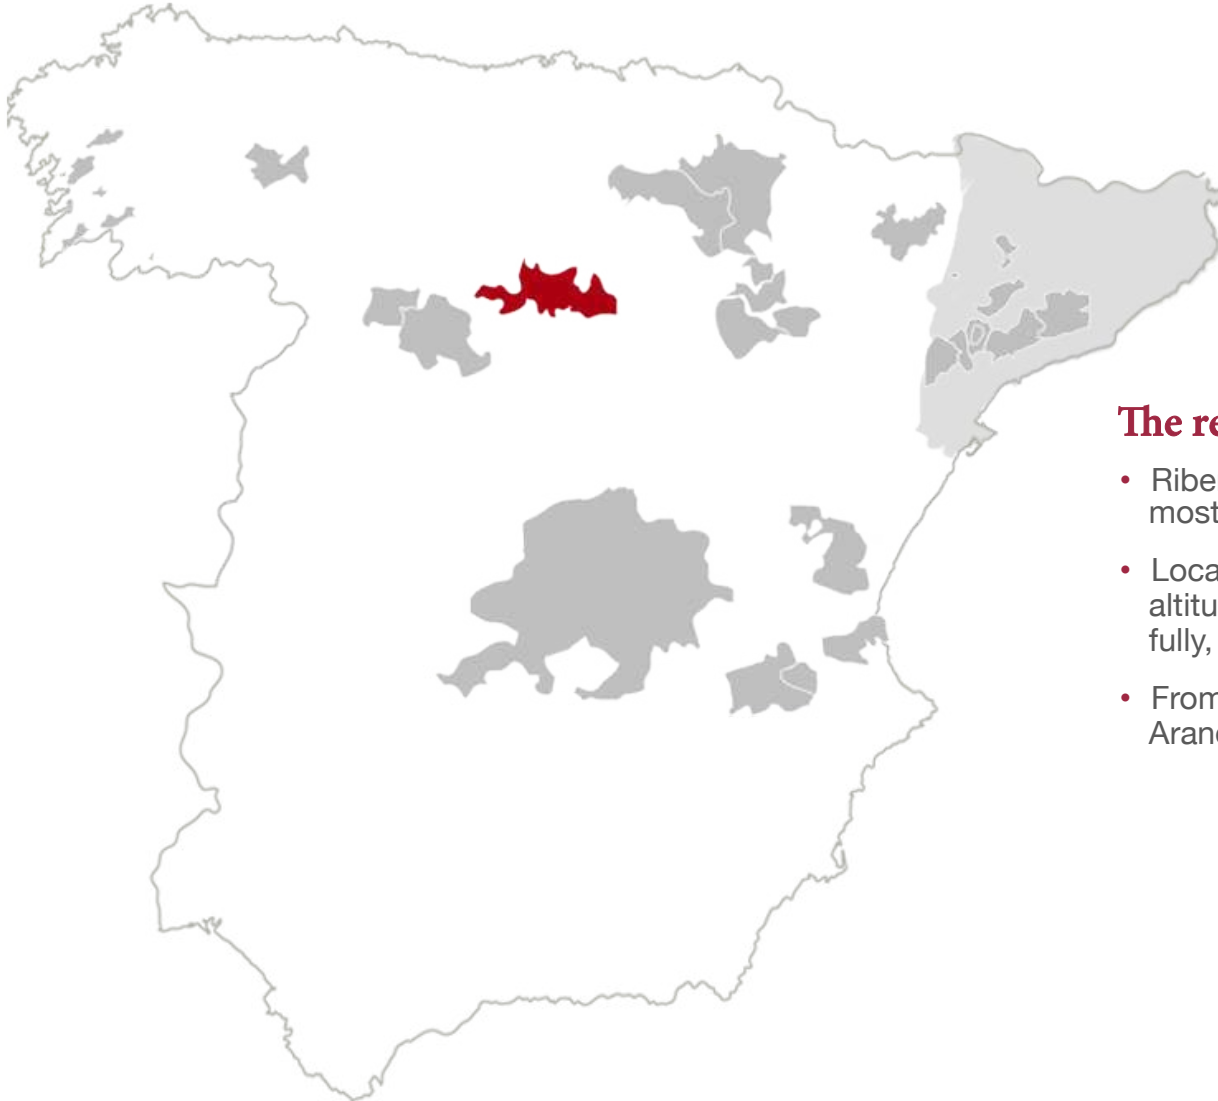 The re
• Ribe
most
• Loca
altitu
fully,
• From
Aran